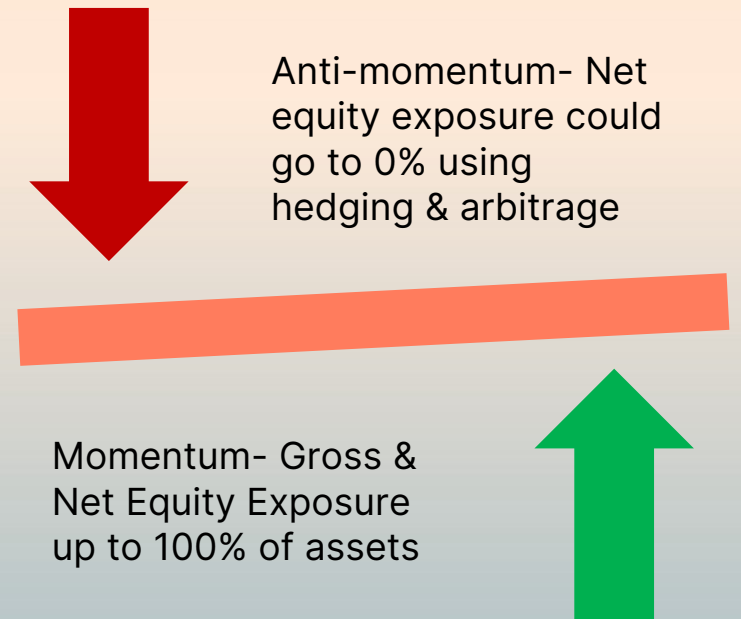 Anti-momentum- Net
equity exposure could
go to 0% using
hedging & arbitrage
Momentum- Gross &
Net Equity Exposure
up to 100% of assets